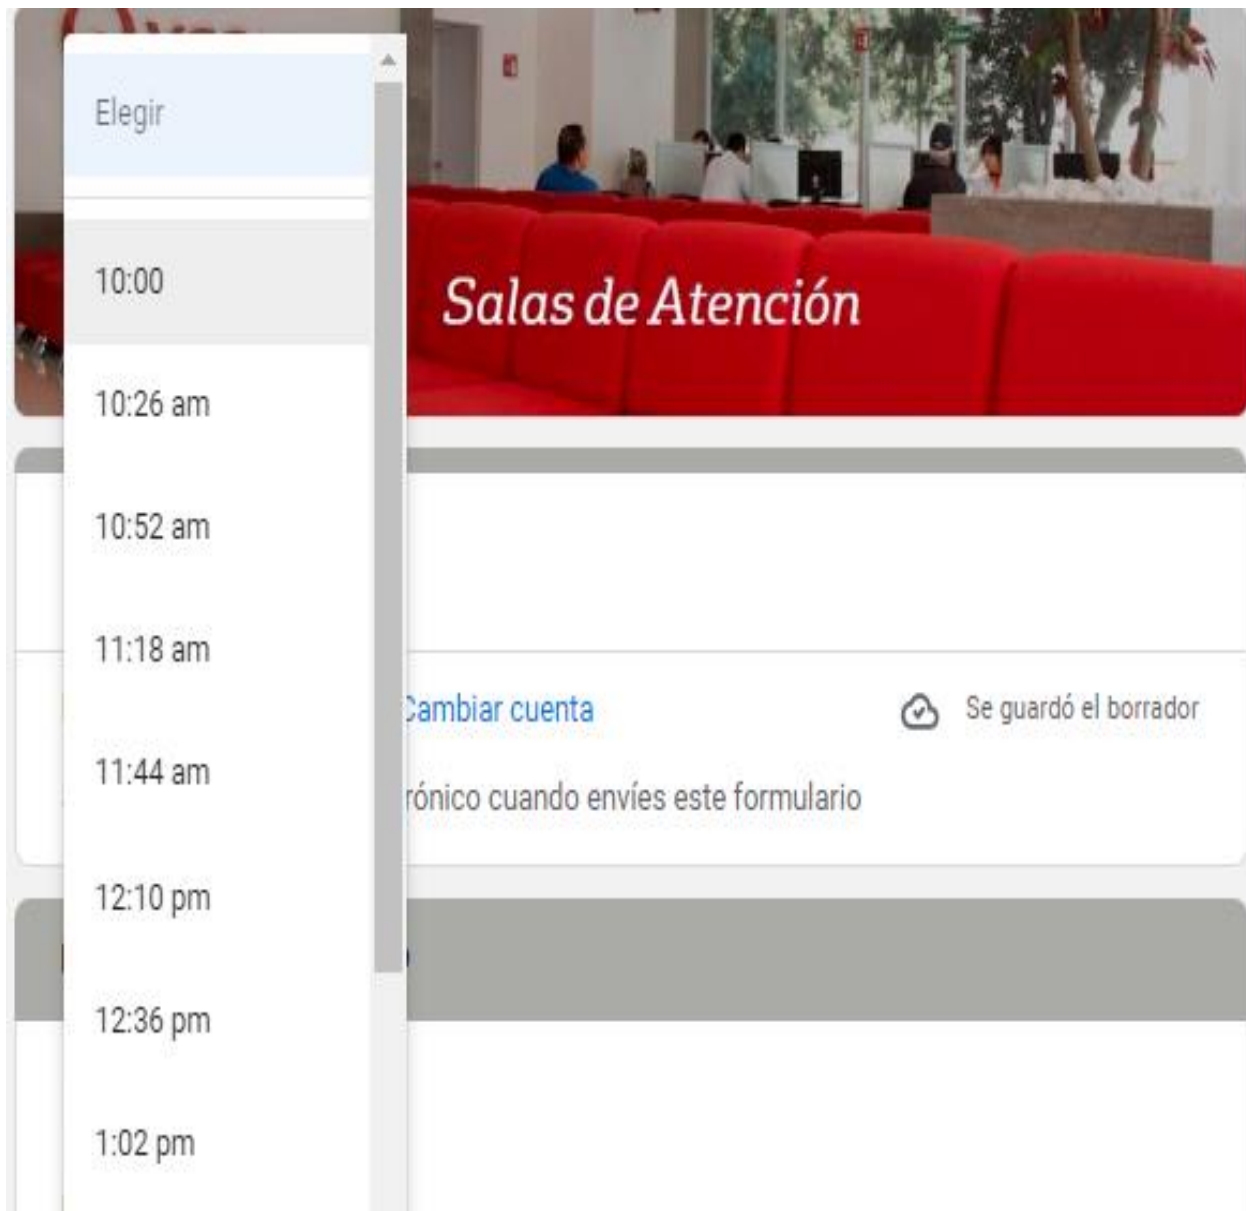 Elegir
10:00
10:26 am
10:52 am
11:18 am
11:44 am
12:10 pm
12:36 pm
1:02 pm
Salas de Atención
Cambiar cuenta
Se guardó el borrador
rónico cuando envíes este formulario